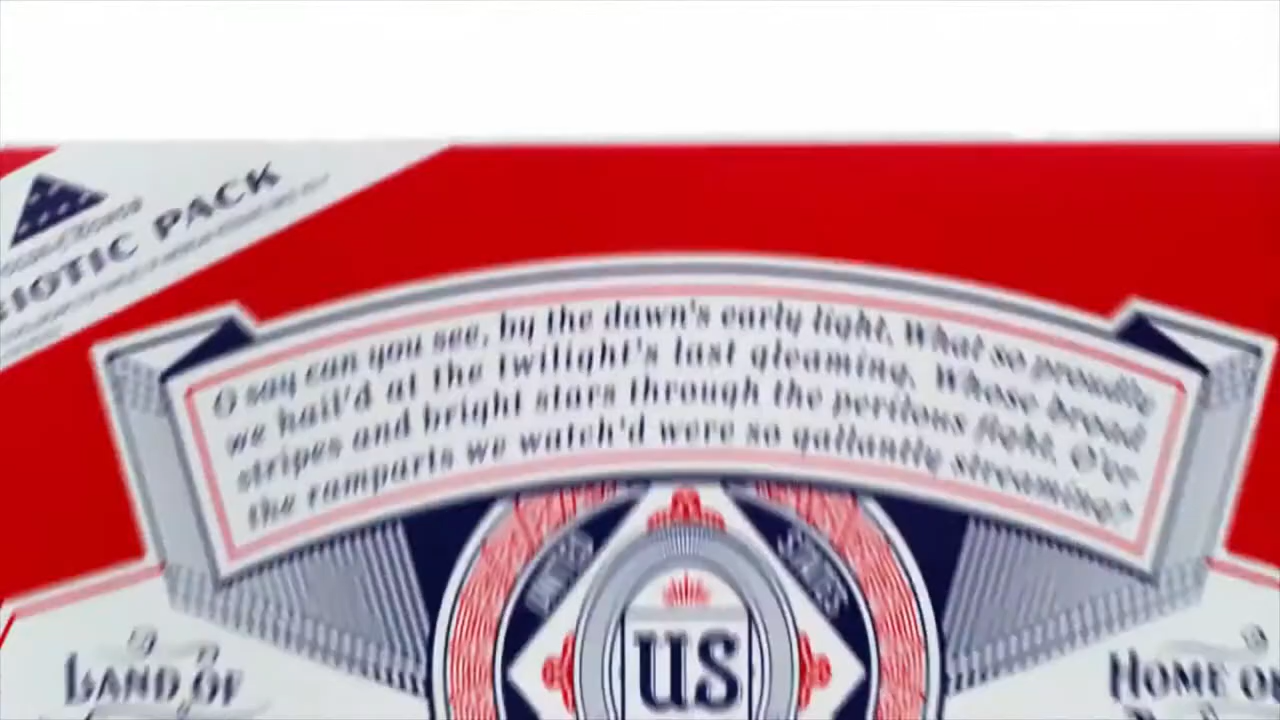 PACK
O say can you see, by the dawn's early light, What so proudly
we hail'd at the twilight's last gleaming, Whose broad
stripes and bright stars through the perilous fight, O'er
the ramparts we watch'd were so gallantly streaming?
UNITED STATES
US
LAND OF
HOME O